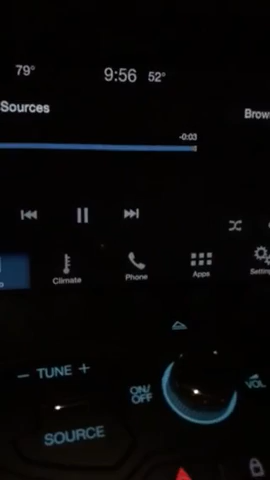 79° 9:56 52°
Sources Brow
-0:03
Climate Phone Apps Settin
o
- TUNE +
ON/
OFF
VOL
SOURCE